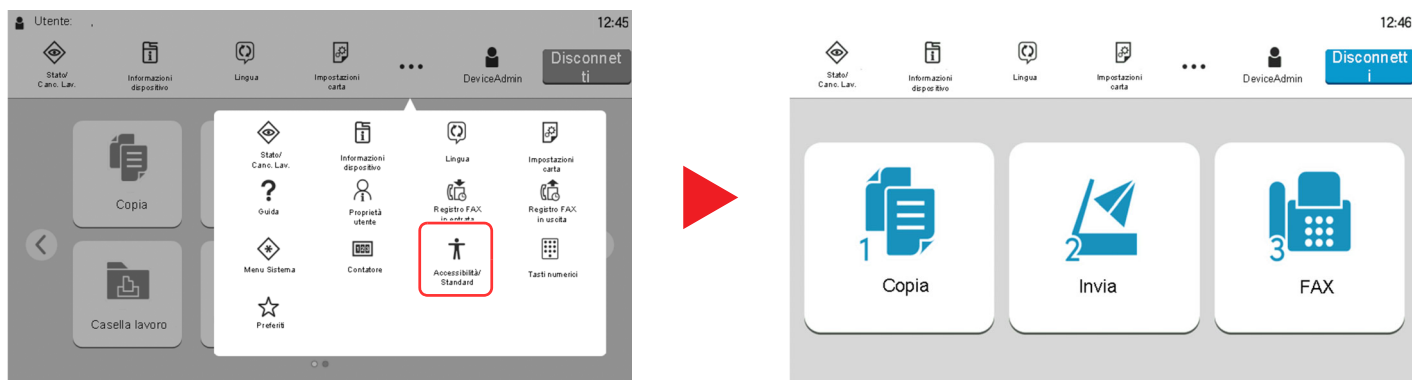 Utente: .
12:45
Stato/
Canc. Lav.
Informazioni
dispositivo
Lingua
Impostazioni
carta
DeviceAdmin
Disconnet
ti
Copia
Casella lavoro
Stato/
Canc. Lav.
Informazioni
dispositivo
Lingua
Impostazioni
carta
Guida
Proprietà
utente
Registro FAX
in entrata
Registro FAX
in uscita
Menu Sistema
Contatore
Accessibilità/
Standard
Tasti numerici
Preferiti
12:46
Stato/
Canc. Lav.
Informazioni
dispositivo
Lingua
Impostazioni
carta
DeviceAdmin
Disconnett
i
1
Copia
2
Invia
3
FAX